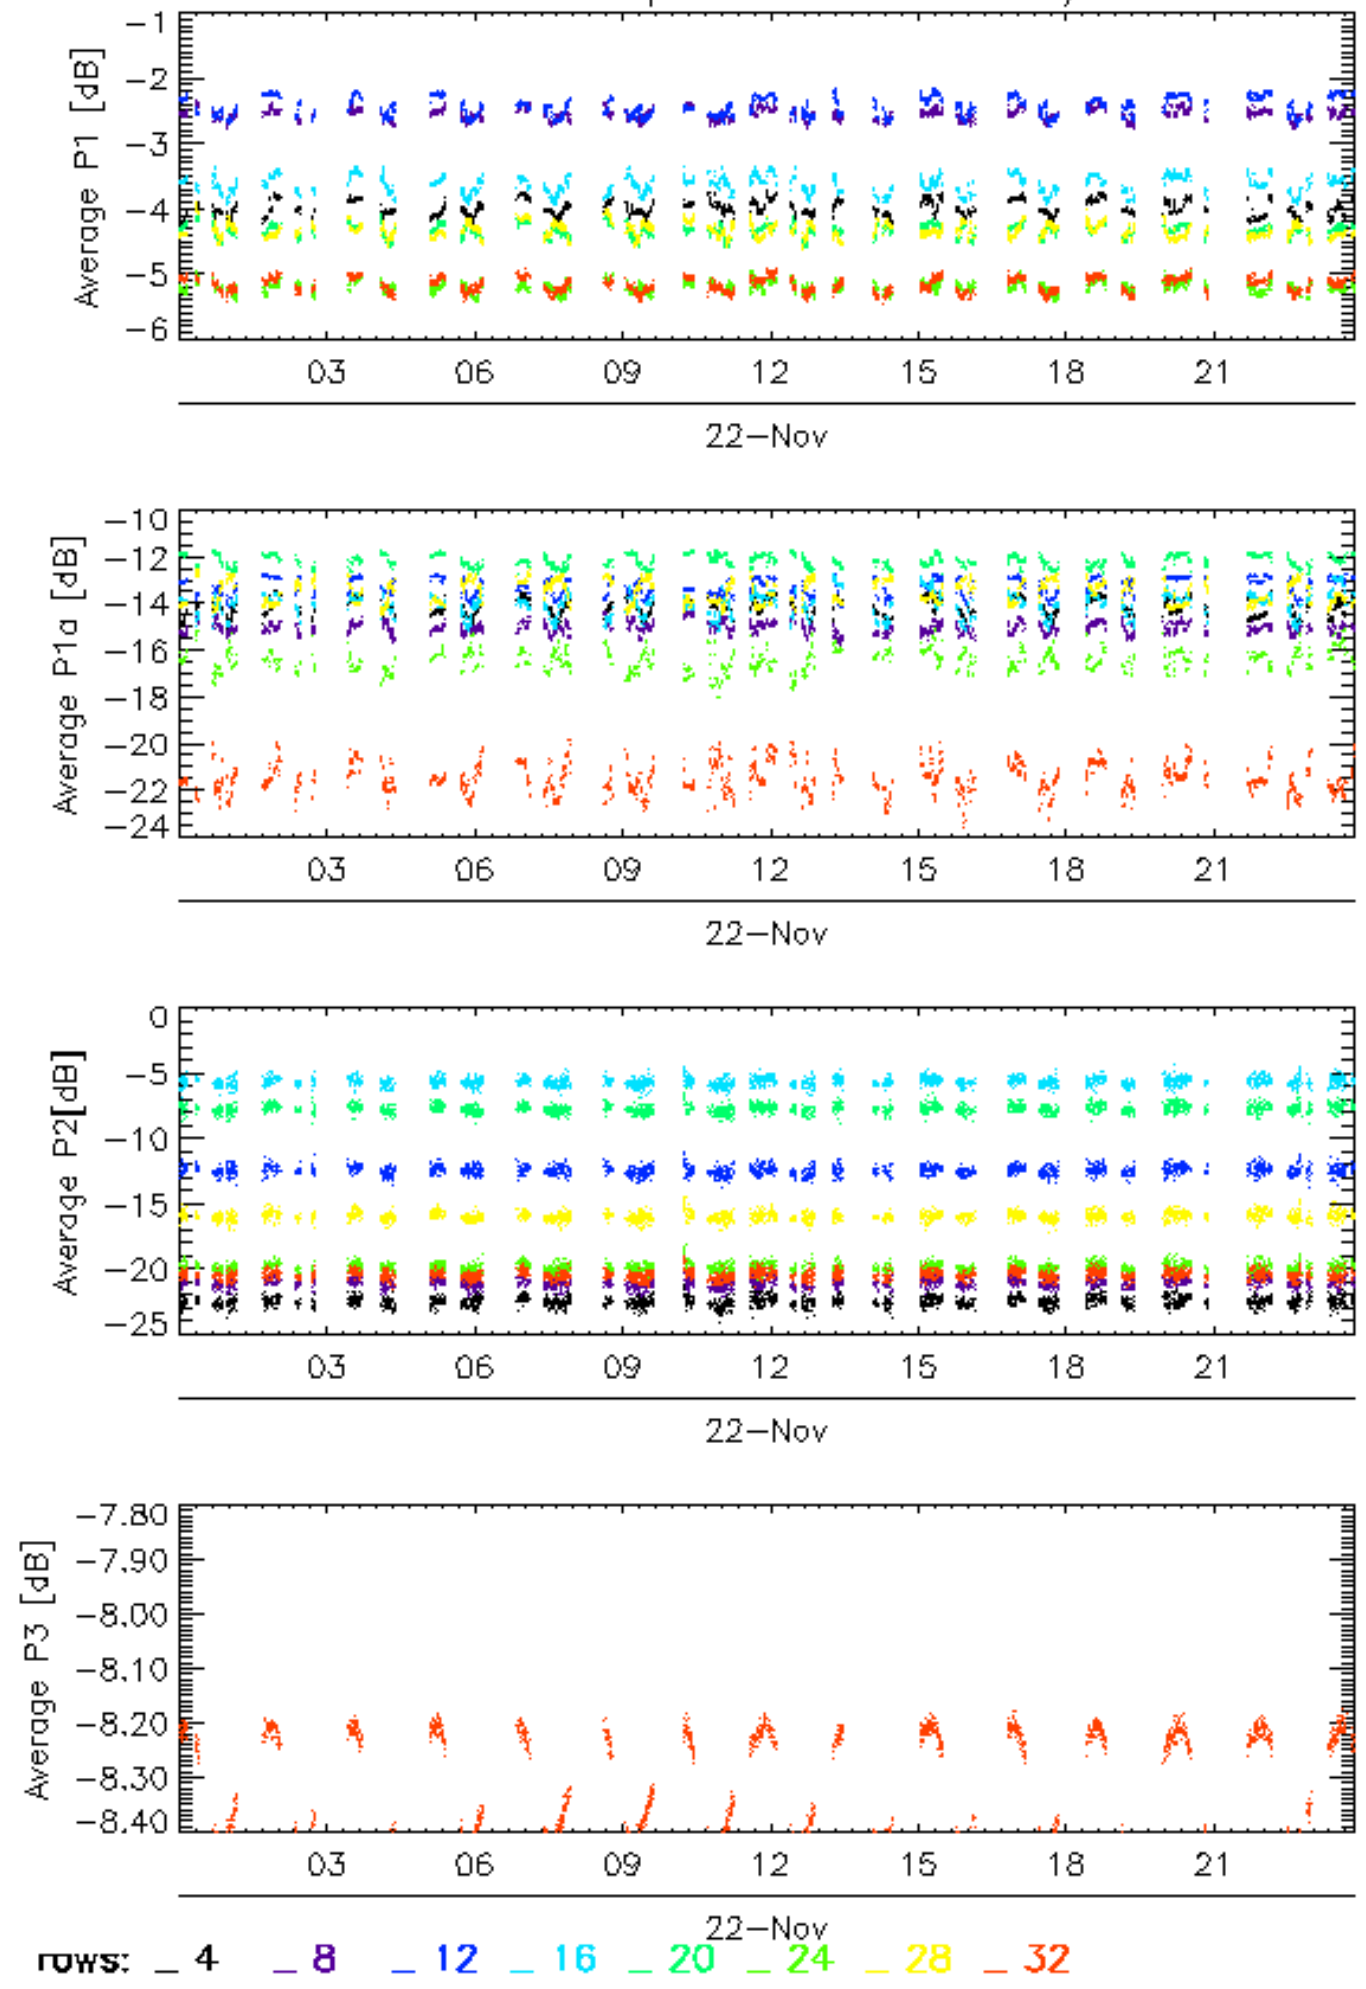 Average P1 [dB]
−1
−2
−3
−4
−5
−6
03 06 09 12 15 18 21
22−Nov
Average P1a [dB]
−10
−12
−14
−16
−18
−20
−22
−24
03 06 09 12 15 18 21
22−Nov
Average P2[dB]
0
−5
−10
−15
−20
−25
03 06 09 12 15 18 21
22−Nov
Average P3 [dB]
−7.80
−7.90
−8.00
−8.10
−8.20
−8.30
−8.40
03 06 09 12 15 18 21
22−Nov
rows: _ 4 _ 8 _ 12 _ 16 _ 20 _ 24 _ 28 _ 32